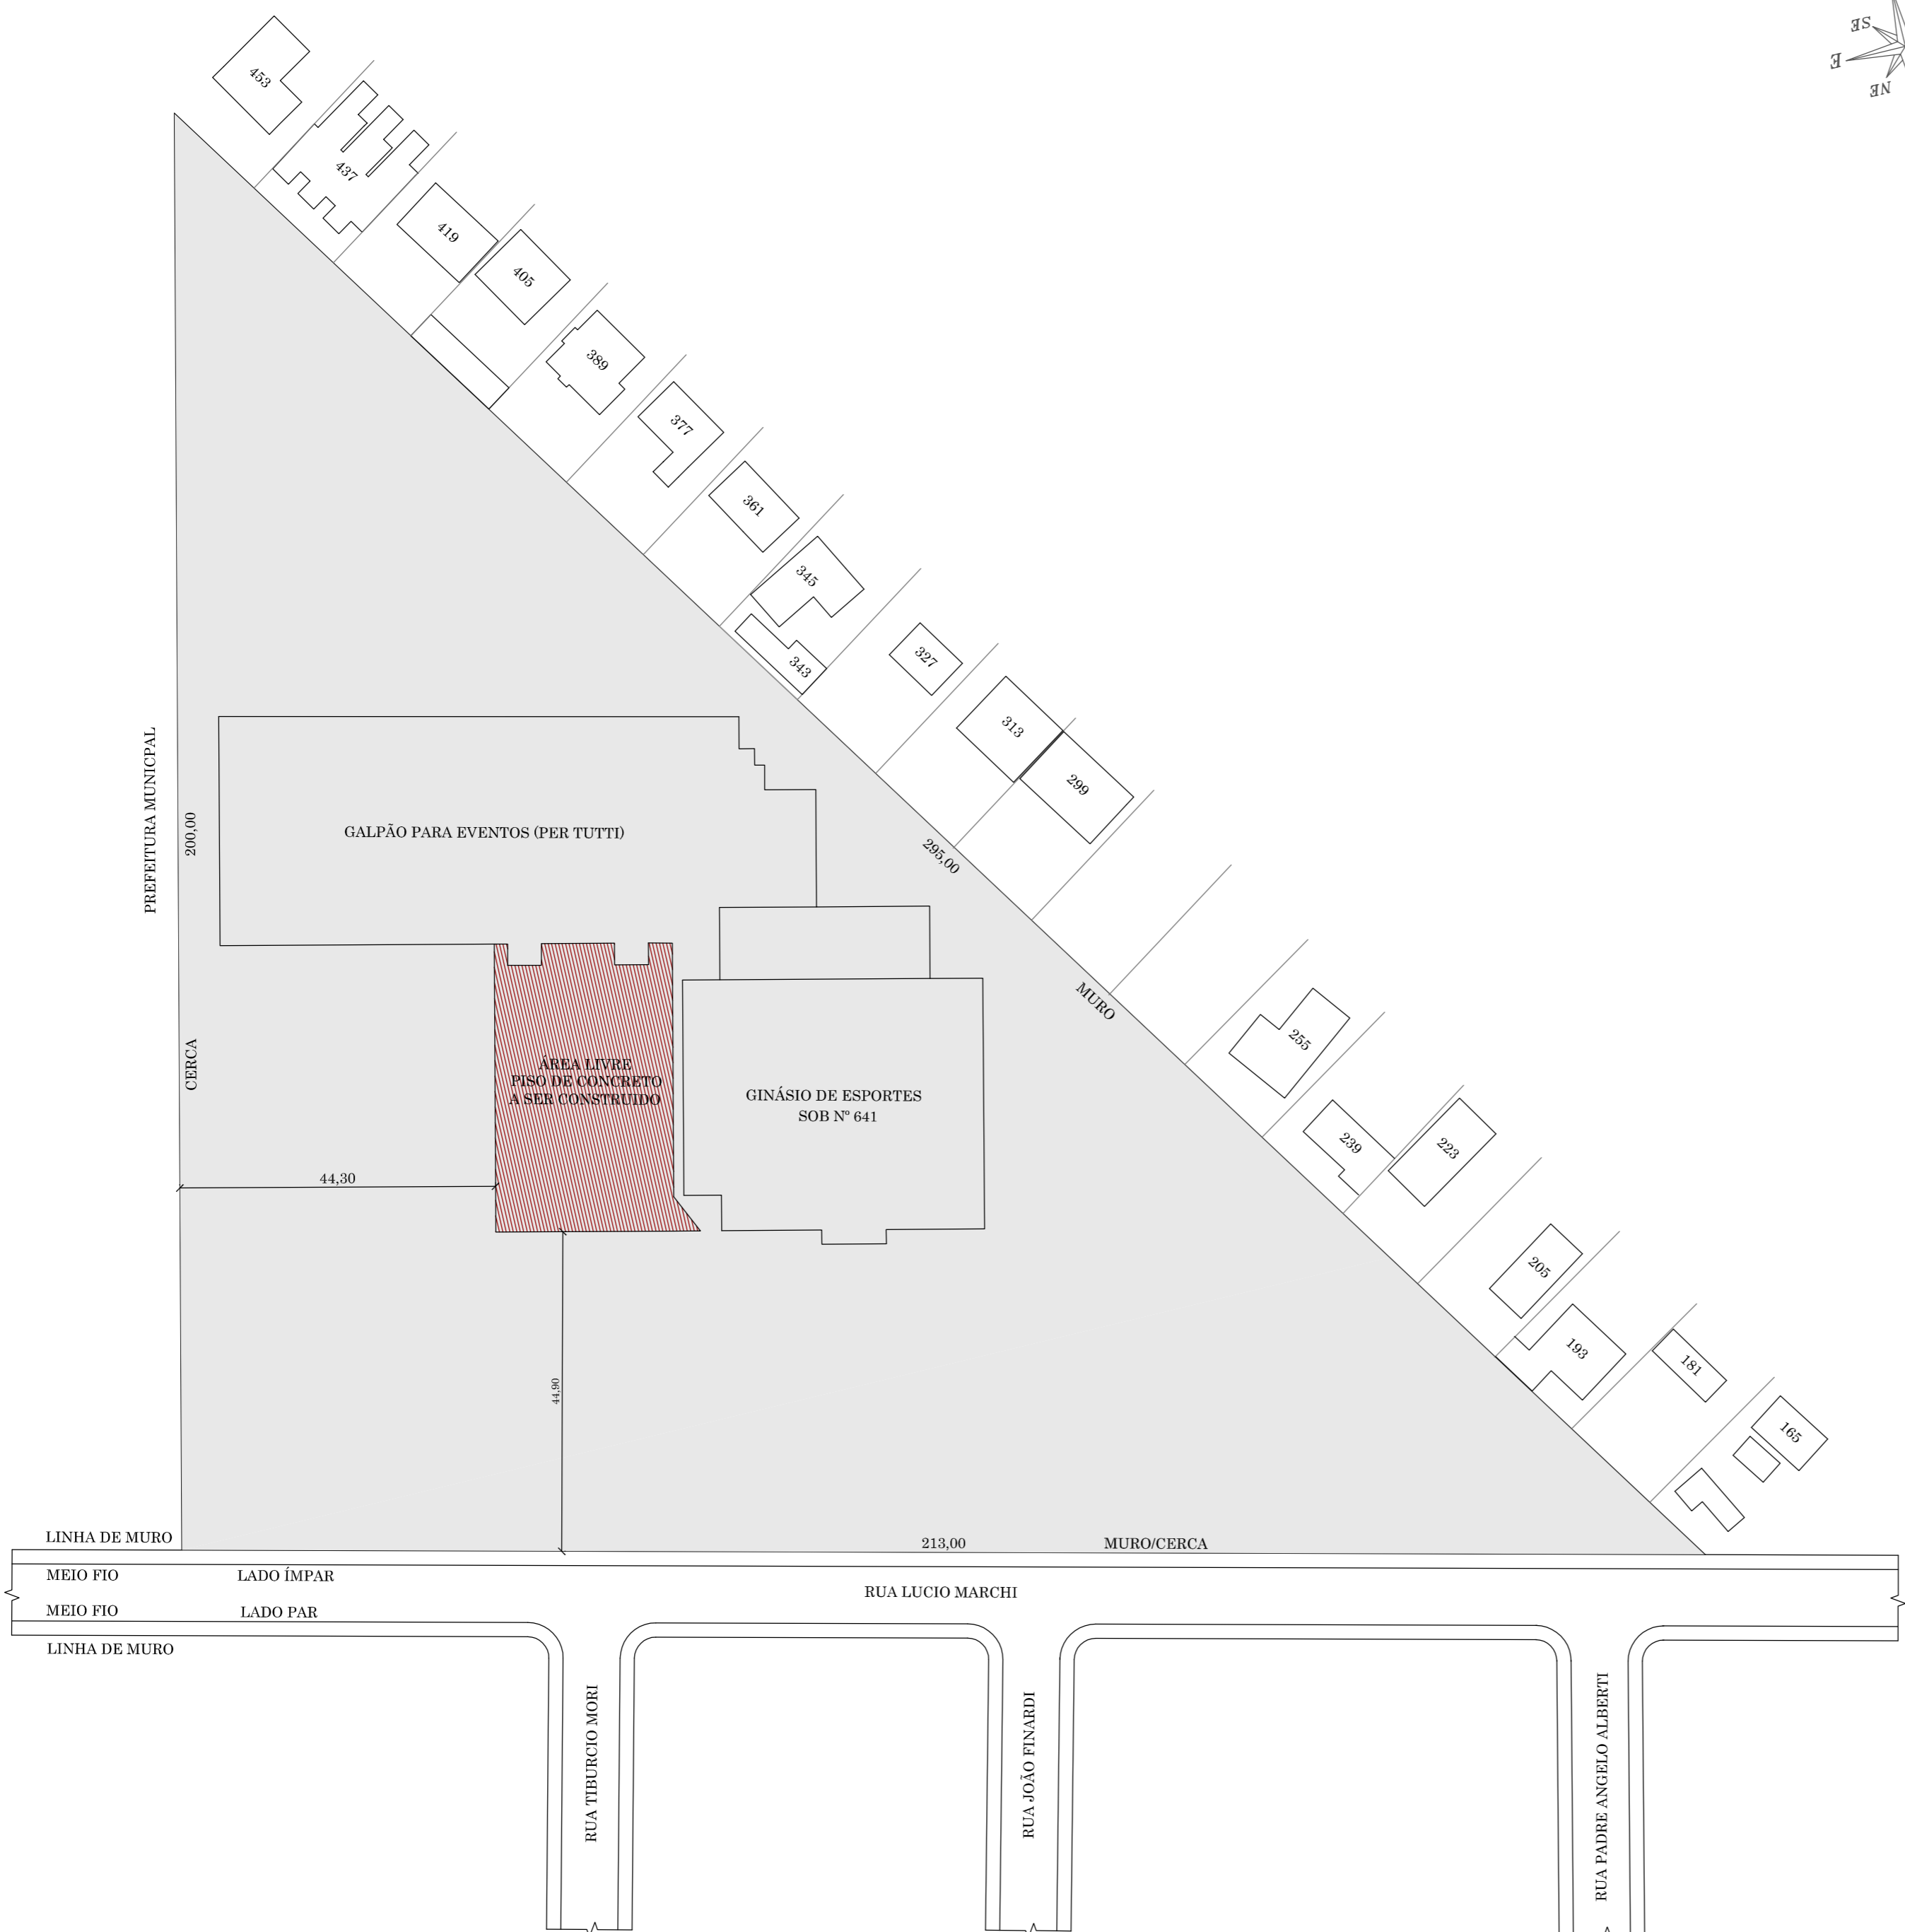 SE
E
NE
453
437
419
405
389
377
361
345
343
327
313
299
PREFEITURA MUNICPAL
200,00
GALPÃO PARA EVENTOS (PER TUTTI)
295,00
MURO
CERCA
ÁREA LIVRE
PISO DE CONCRETO
A SER CONSTRUIDO
GINÁSIO DE ESPORTES
SOB Nº 641
255
239
223
44,30
205
193
181
165
44,90
LINHA DE MURO
213,00
MURO/CERCA
MEIO FIO
LADO ÍMPAR
RUA LUCIO MARCHI
MEIO FIO
LADO PAR
LINHA DE MURO
RUA TIBURCIO MORI
RUA JOÃO FINARDI
RUA PADRE ANGELO ALBERTI